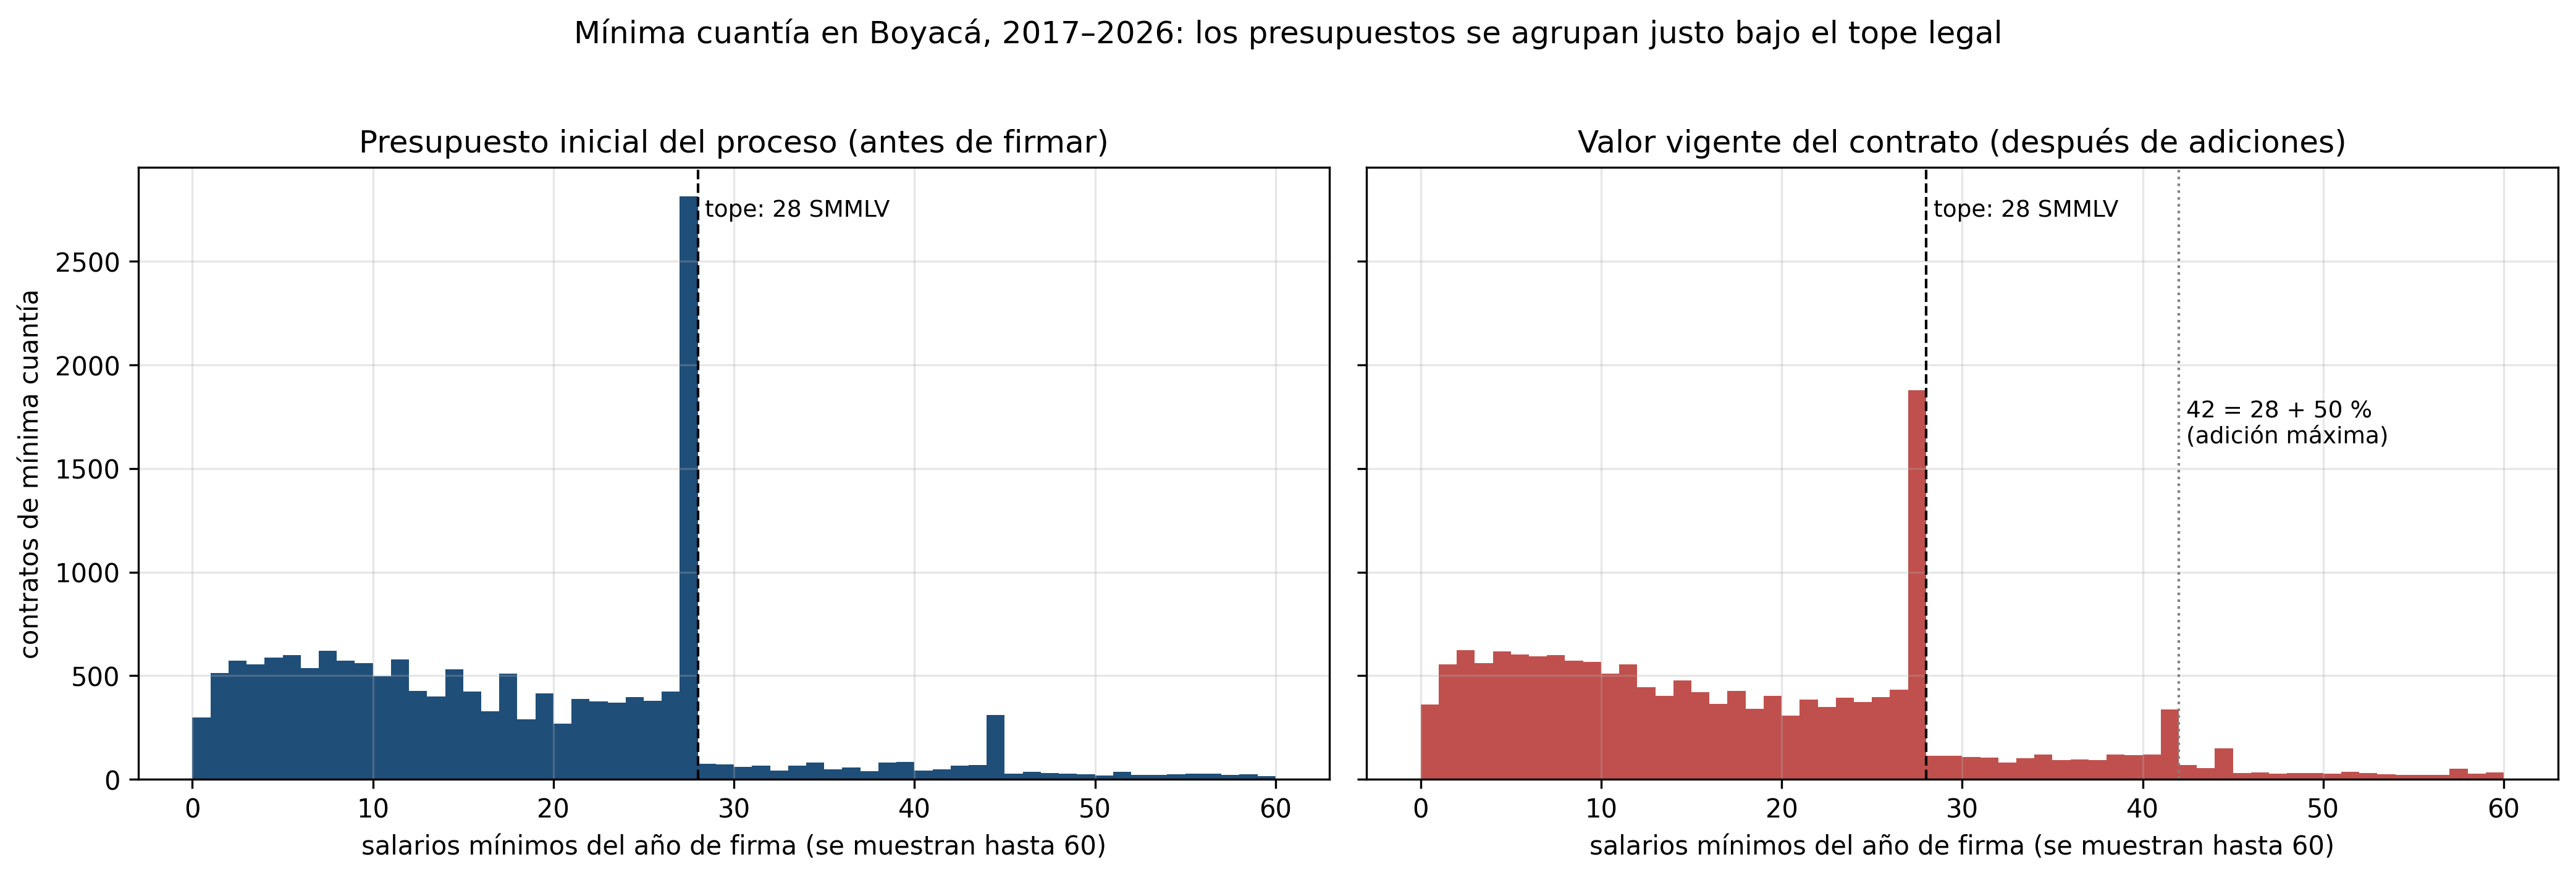 Mínima cuantía en Boyacá, 2017–2026: los presupuestos se agrupan justo bajo el tope legal
Presupuesto inicial del proceso (antes de firmar)
tope: 28 SMMLV
contratos de mínima cuantía
2500
2000
1500
1000
500
0
0 10 20 30 40 50 60
salarios mínimos del año de firma (se muestran hasta 60)
Valor vigente del contrato (después de adiciones)
tope: 28 SMMLV
42 = 28 + 50 %
(adición máxima)
0 10 20 30 40 50 60
salarios mínimos del año de firma (se muestran hasta 60)